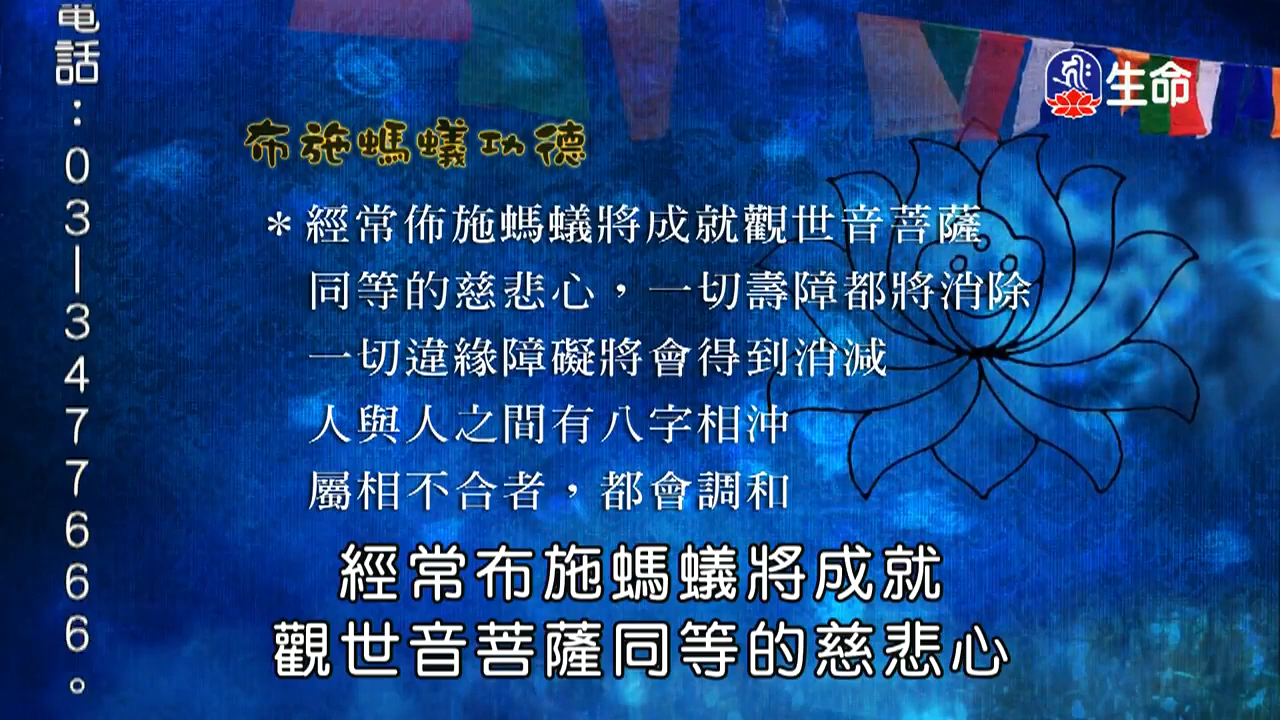 電話：03—3477666。
生命
布施螞蟻功德
＊經常佈施螞蟻將成就觀世音菩薩
同等的慈悲心，一切壽障都將消除
一切違緣障礙將會得到消減
人與人之間有八字相沖
屬相不合者，都會調和
經常布施螞蟻將成就
觀世音菩薩同等的慈悲心